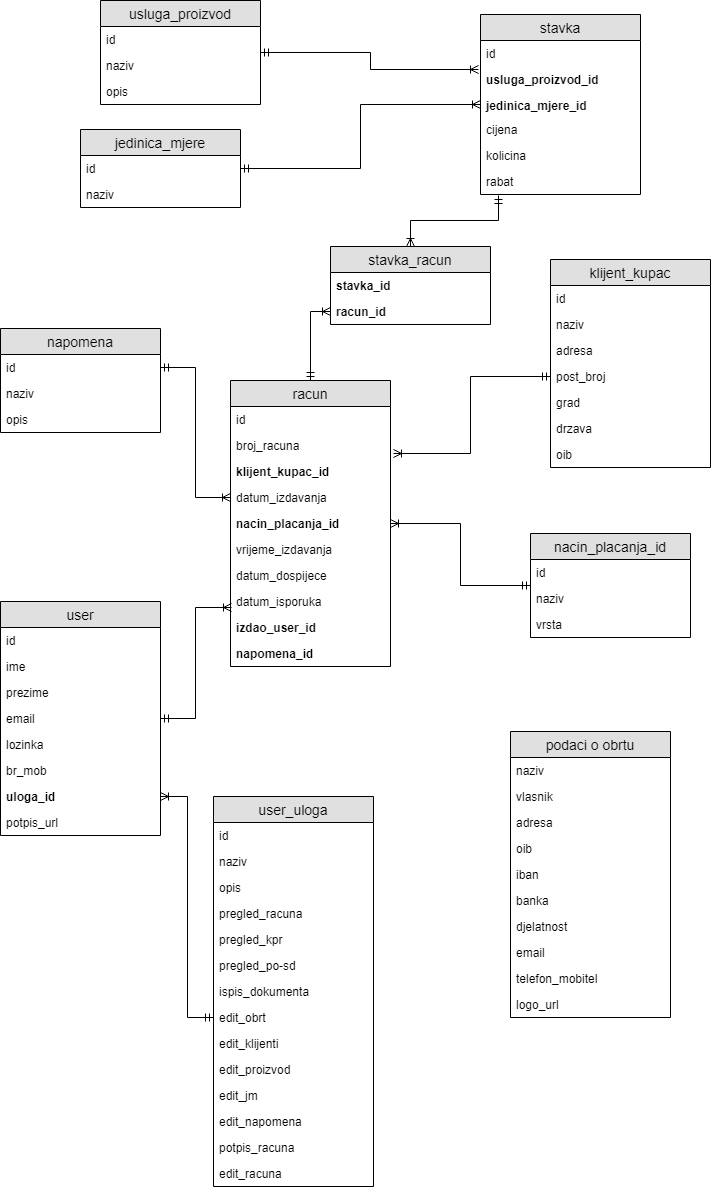 usluga_proizvod
id
naziv
opis
stavka
id
usluga_proizvod_id
jedinica_mjere_id
cijena
kolicina
rabat
jedinica_mjere
id
naziv
stavka_racun
stavka_id
racun_id
klijent_kupac
id
naziv
adresa
post_broj
grad
drzava
oib
napomena
id
naziv
opis
racun
id
broj_racuna
klijent_kupac_id
datum_izdavanja
nacin_placanja_id
vrijeme_izdavanja
datum_dospijece
datum_isporuka
izdao_user_id
napomena_id
nacin_placanja_id
id
naziv
vrsta
user
id
ime
prezime
email
lozinka
br_mob
uloga_id
potpis_url
podaci o obrtu
naziv
vlasnik
adresa
oib
iban
banka
djelatnost
email
telefon_mobitel
logo_url
user_uloga
id
naziv
opis
pregled_racuna
pregled_kpr
pregled_po-sd
ispis_dokumenta
edit_obrt
edit_klijenti
edit_proizvod
edit_jm
edit_napomena
potpis_racuna
edit_racuna